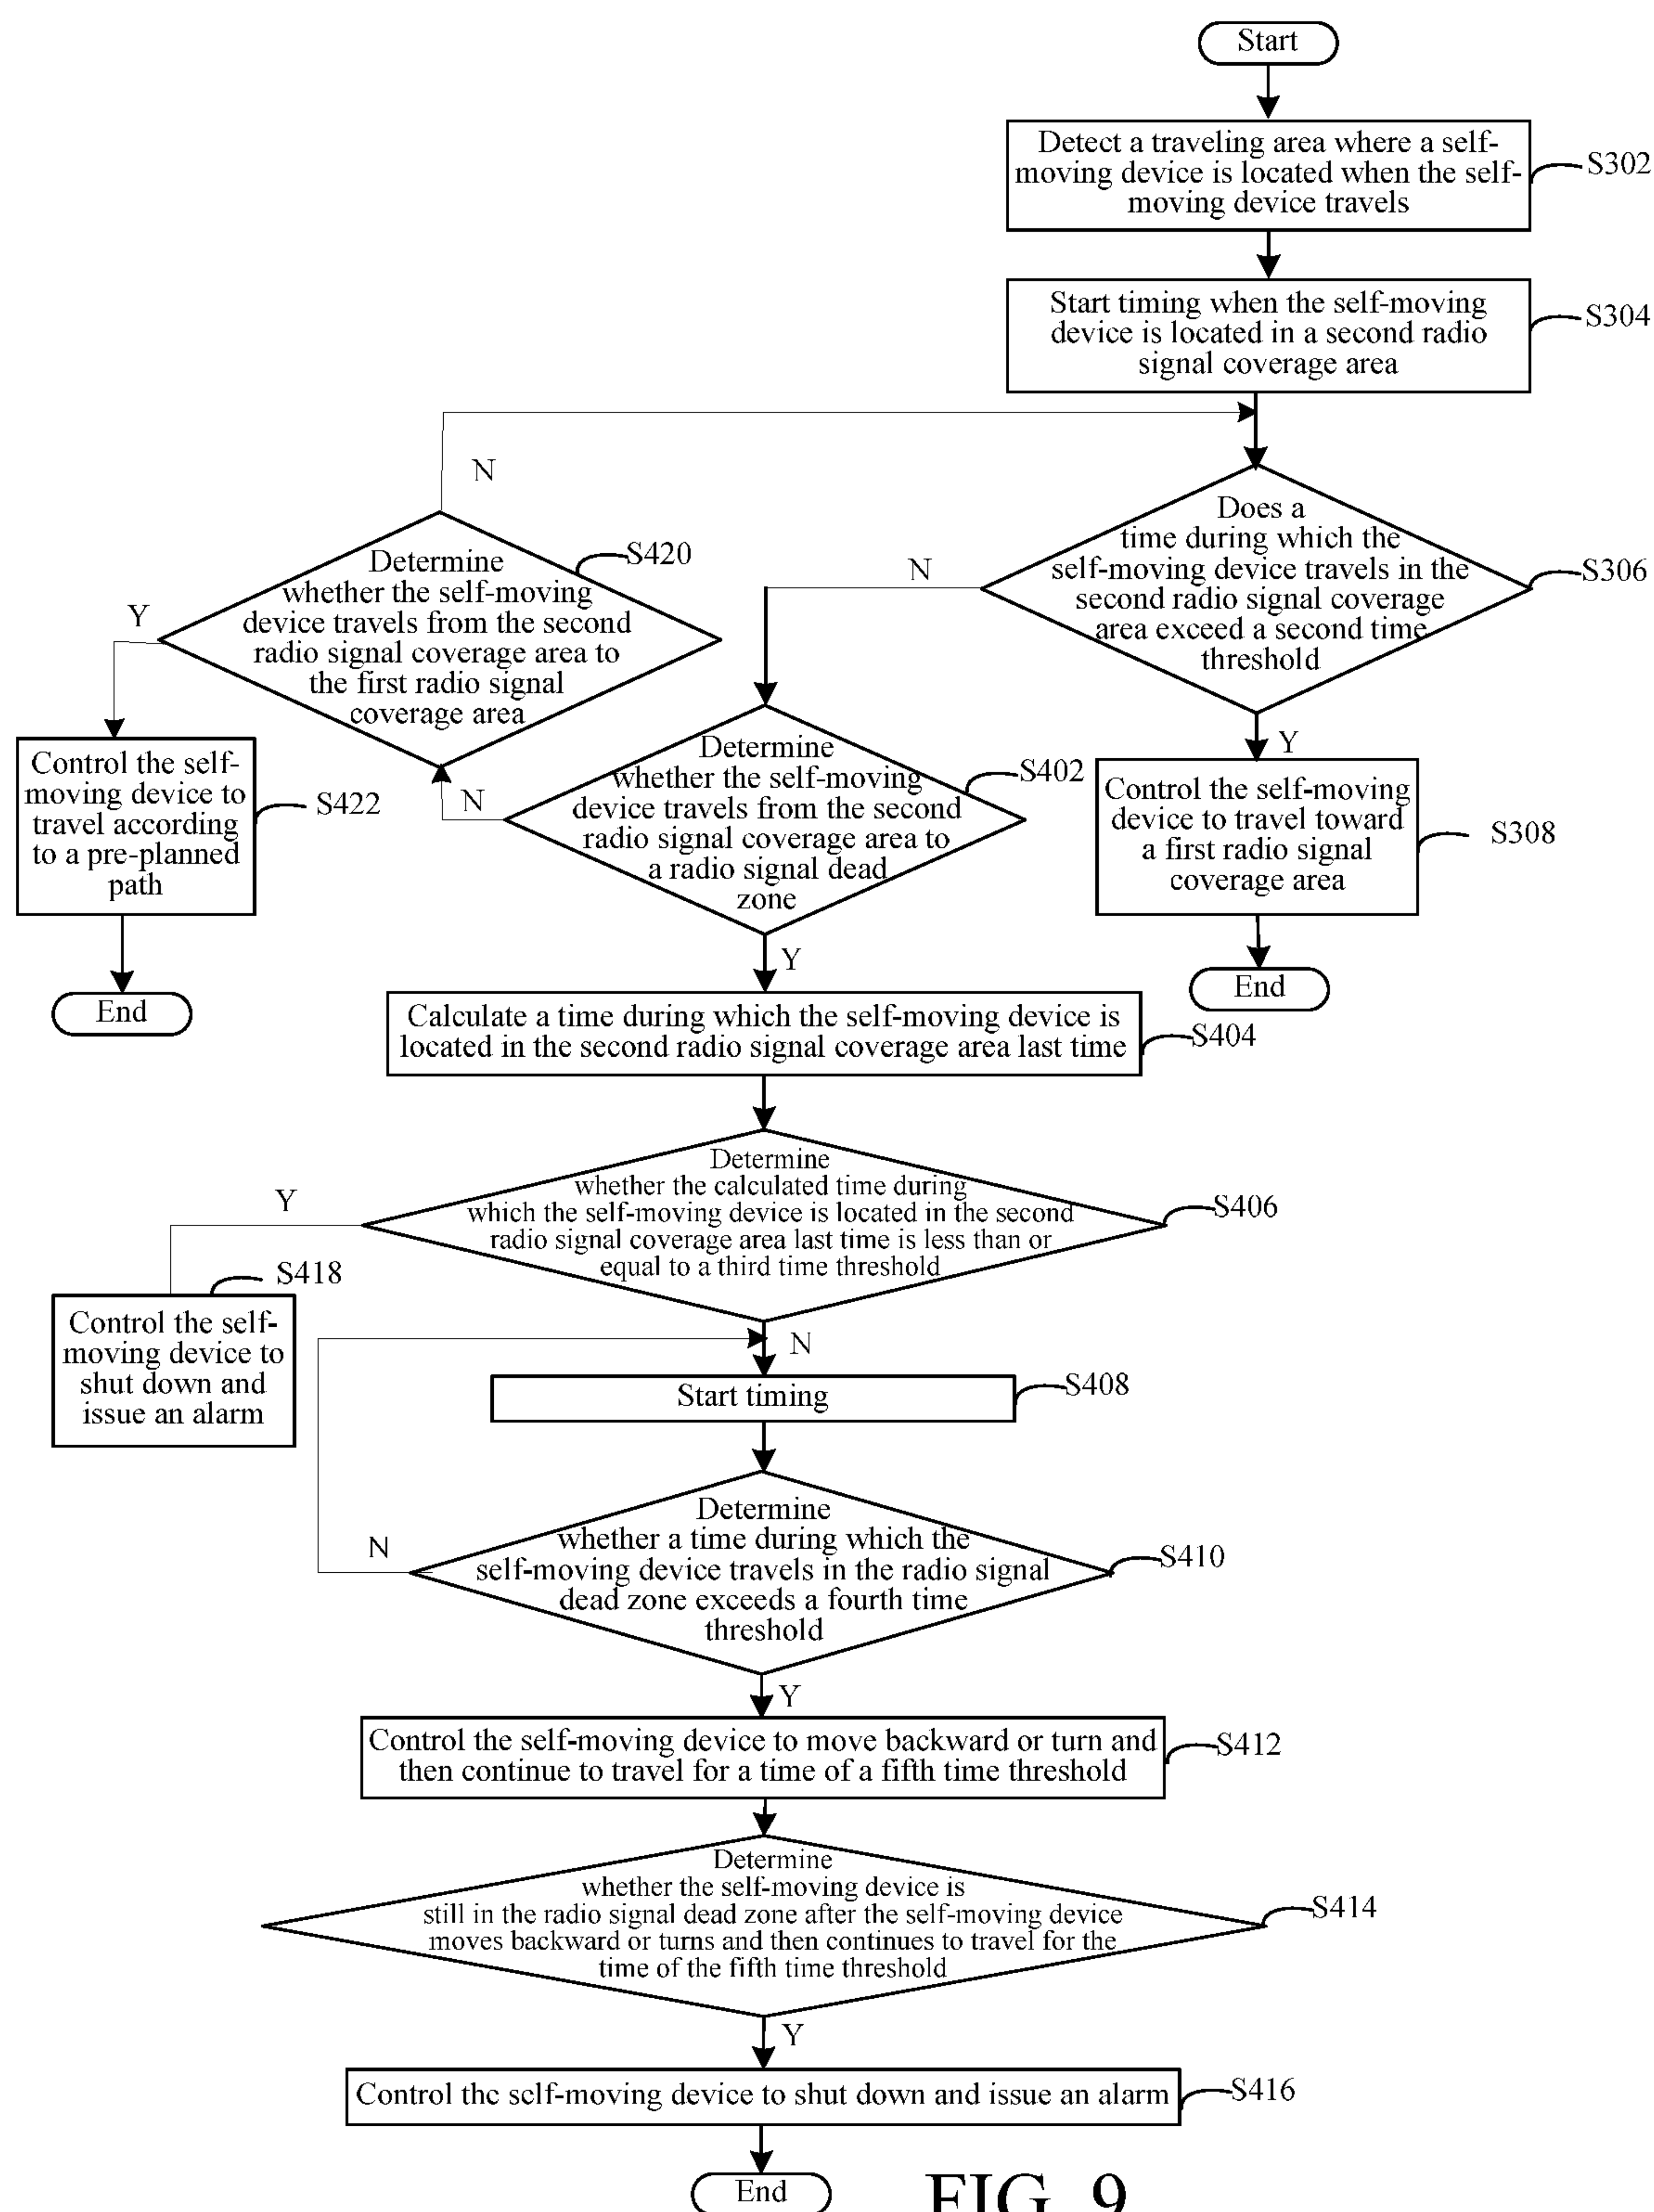 Start
Detect a traveling area where a self-
moving device is located when the self-
moving device travels
S302
Start timing when the self-moving
device is located in a second radio
signal coverage area
S304
N
Does a
time during which the
self-moving device travels in the
second radio signal coverage
area exceed a second time
threshold
S306
N
Determine
whether the self-moving
device travels from the second
radio signal coverage area to
the first radio signal
coverage area
S420
Y
Y
Control the self-
moving device to
travel according
to a pre-planned
path
S422
End
Determine
whether the self-moving
device travels from the second
radio signal coverage area to
a radio signal dead
zone
S402
N
Control the self-moving
device to travel toward
a first radio signal
coverage area
S308
End
Y
Calculate a time during which the self-moving device is
located in the second radio signal coverage area last time
S404
Determine
whether the calculated time during
which the self-moving device is located in the second
radio signal coverage area last time is less than or
equal to a third time threshold
S406
Y
S418
Control the self-
moving device to
shut down and
issue an alarm
N
Start timing
S408
Determine
whether a time during which the
self-moving device travels in the radio signal
dead zone exceeds a fourth time
threshold
S410
N
Y
Control the self-moving device to move backward or turn and
then continue to travel for a time of a fifth time threshold
S412
Determine
whether the self-moving device is
still in the radio signal dead zone after the self-moving device
moves backward or turns and then continues to travel for the
time of the fifth time threshold
S414
Y
Control the self-moving device to shut down and issue an alarm
S416
End
FIG. 9